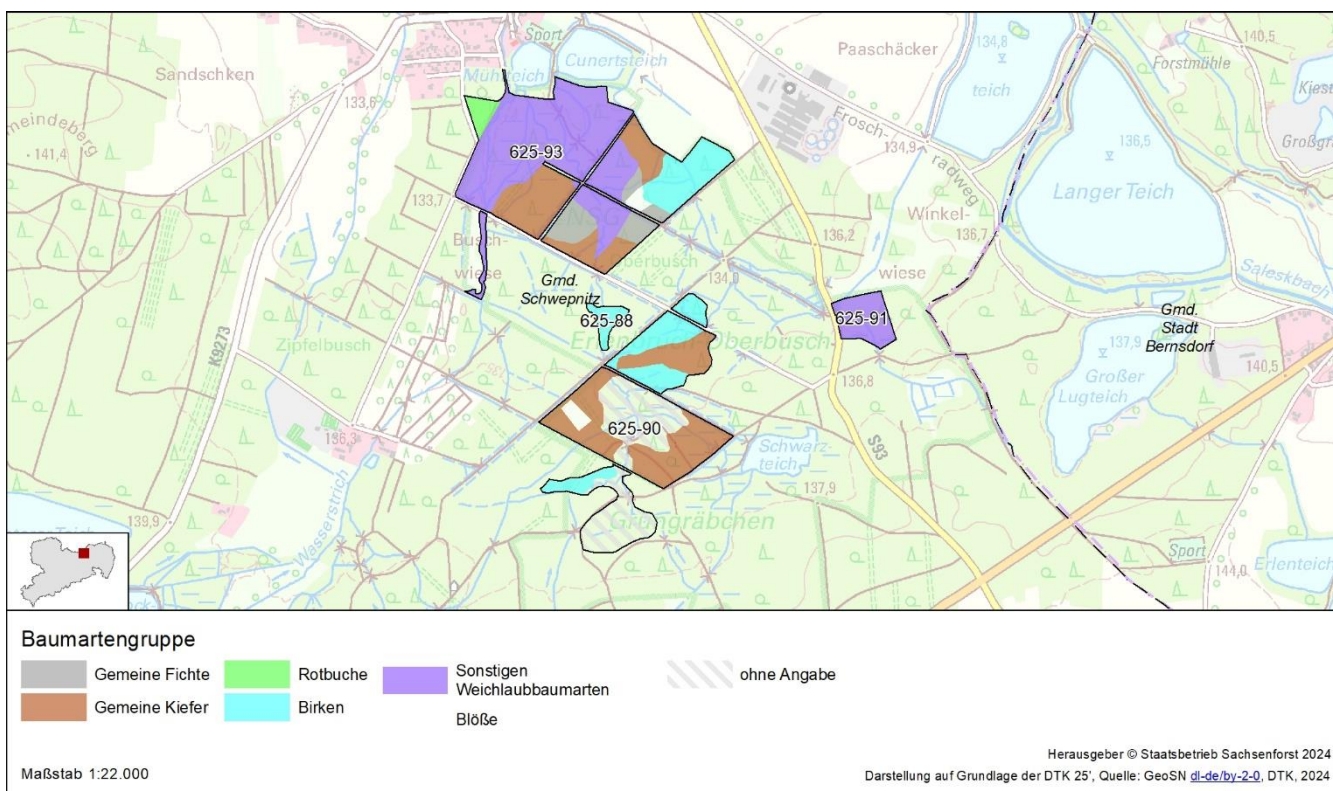 Sport
Paaschäcker
134,8
140,5
Sandschken
Cunertsteich
Forstmühle
Mühlteich
teich
133,6
Kiest
Großgr
Frosch-
meindeberg
134,9
136,5
141,4
radweg
625-93
Langer Teich
133,7
Winkel-
136,7
Busch-
136,2
wiese
134,0
wiese
Saleskbach
Gmd.
Schwepnitz
Gmd.
Stadt
Bernsdorf
625-88
625-91
Oberbusch
Zipfelbusch
137,9
K9273
Großer
Lugteich
140,5
136,8
625-90
136,3
Schwarz-
teich
S93
137,9
139,9
Wasserstrich
Grüngräbchen
Sport
144,0
Erlenteich
Baumartengruppe
Gemeine Fichte
Rotbuche
Sonstigen
Weichlaubbaumarten
ohne Angabe
Gemeine Kiefer
Birken
Blöße
Herausgeber © Staatsbetrieb Sachsenforst 2024
Maßstab 1:22.000
Darstellung auf Grundlage der DTK 25', Quelle: GeoSN dl-de/by-2-0, DTK, 2024